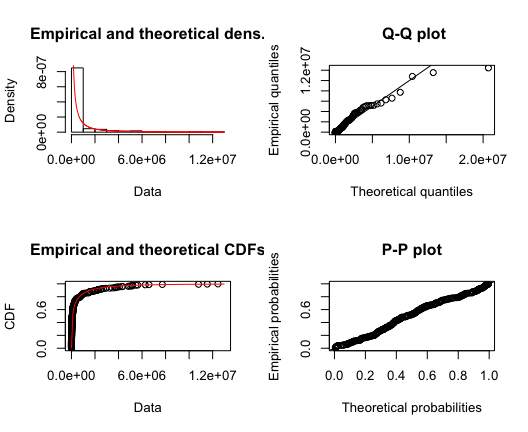 Empirical and theoretical dens.
Density
0e+00
8e-07
0.0e+00
6.0e+06
1.2e+07
Data
Q-Q plot
Empirical quantiles
0.0e+00
1.2e+07
0.0e+00
1.0e+07
2.0e+07
Theoretical quantiles
Empirical and theoretical CDFs
CDF
0.0
0.6
0.0e+00
6.0e+06
1.2e+07
Data
P-P plot
Empirical probabilities
0.0
0.6
0.0
0.2
0.4
0.6
0.8
1.0
Theoretical probabilities